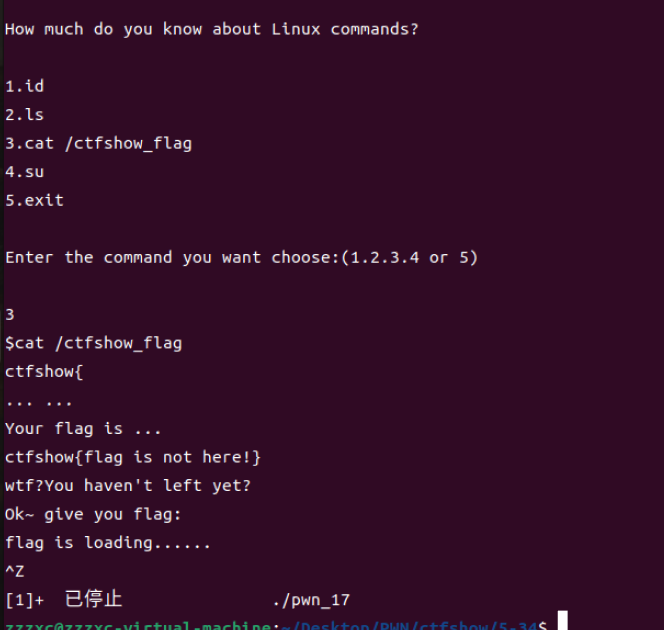 How much do you know about Linux commands?
1.id
2.ls
3.cat /ctfshow_flag
4.su
5.exit
Enter the command you want choose:(1.2.3.4 or 5)
3
$cat /ctfshow_flag
ctfshow{
... ...
Your flag is ...
ctfshow{flag is not here!}
wtf?You haven't left yet?
Ok~ give you flag:
flag is loading......
^Z
[1]+  已停止               ./pwn_17
zzzxc@zzzxc-virtual-machine:~/Desktop/PWN/ctfshow/5-34$